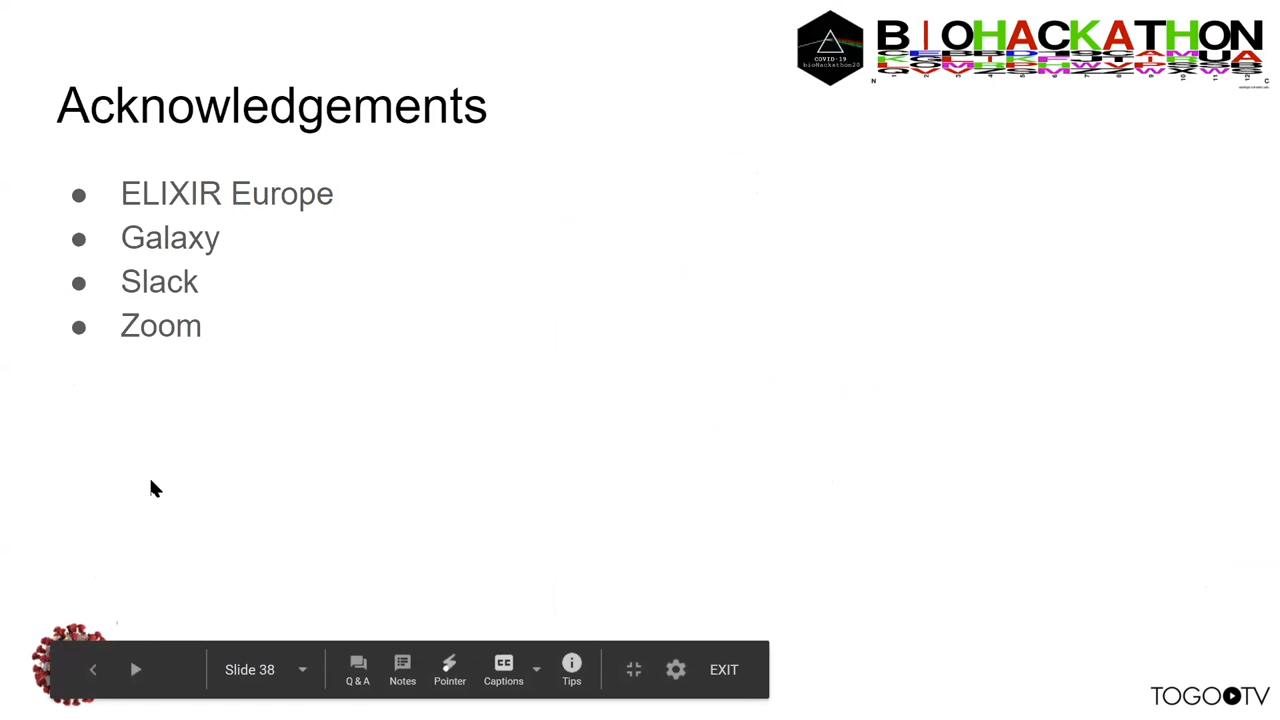 BIOHACKATHON
COVID-19
bioHackathon20
N
C
Acknowledgements
● ELIXIR Europe
● Galaxy
● Slack
● Zoom
Slide 38
Q & A
Notes
Pointer
CC
Captions
Tips
EXIT
TOGO TV